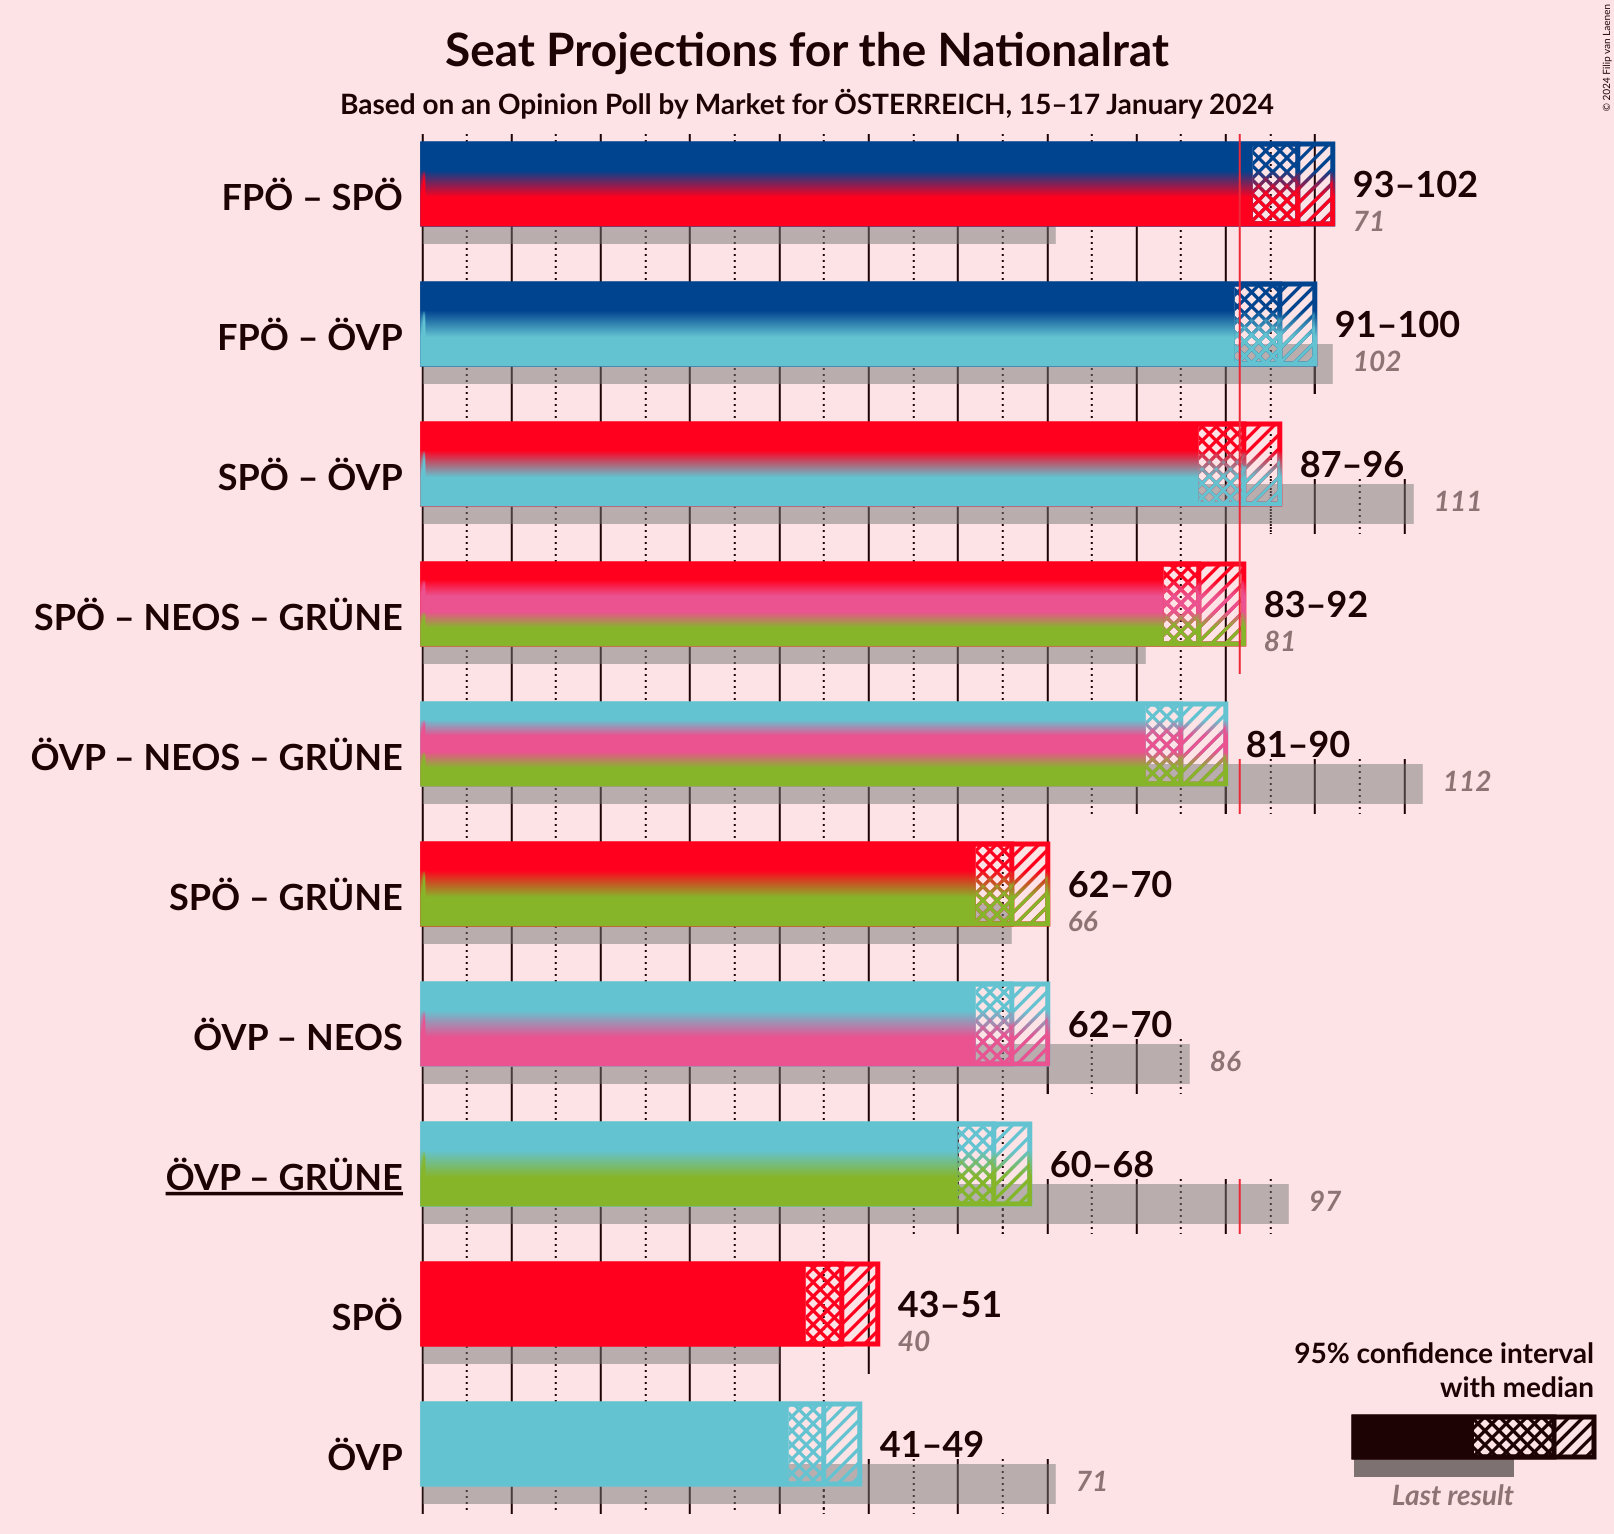 Seat Projections for the Nationalrat
Based on an Opinion Poll by Market for ÖSTERREICH, 15–17 January 2024
© 2024 Filip van Laenen
FPÖ – SPÖ
93–102
71
FPÖ – ÖVP
91–100
102
SPÖ – ÖVP
87–96
111
SPÖ – NEOS – GRÜNE
83–92
81
ÖVP – NEOS – GRÜNE
81–90
112
SPÖ – GRÜNE
62–70
66
ÖVP – NEOS
62–70
86
ÖVP – GRÜNE
60–68
97
SPÖ
43–51
40
ÖVP
41–49
71
95% confidence interval
with median
Last result